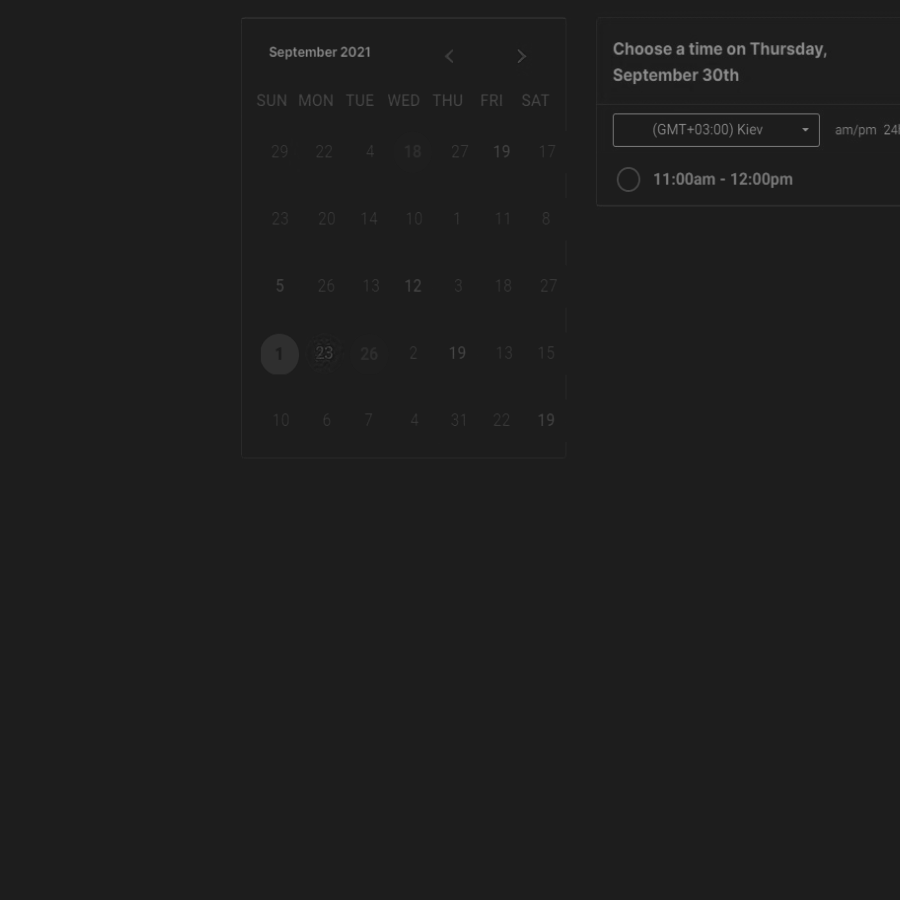 September 2021
SUN MON TUE WED THU FRI SAT
29 22 4 18 27 19 17
23 20 14 10 1 11 8
5 26 13 12 3 18 27
1 23 26 2 19 13 15
10 6 7 4 31 22 19
Choose a time on Thursday,
September 30th
(GMT+03:00) Kiev am/pm
11:00am - 12:00pm